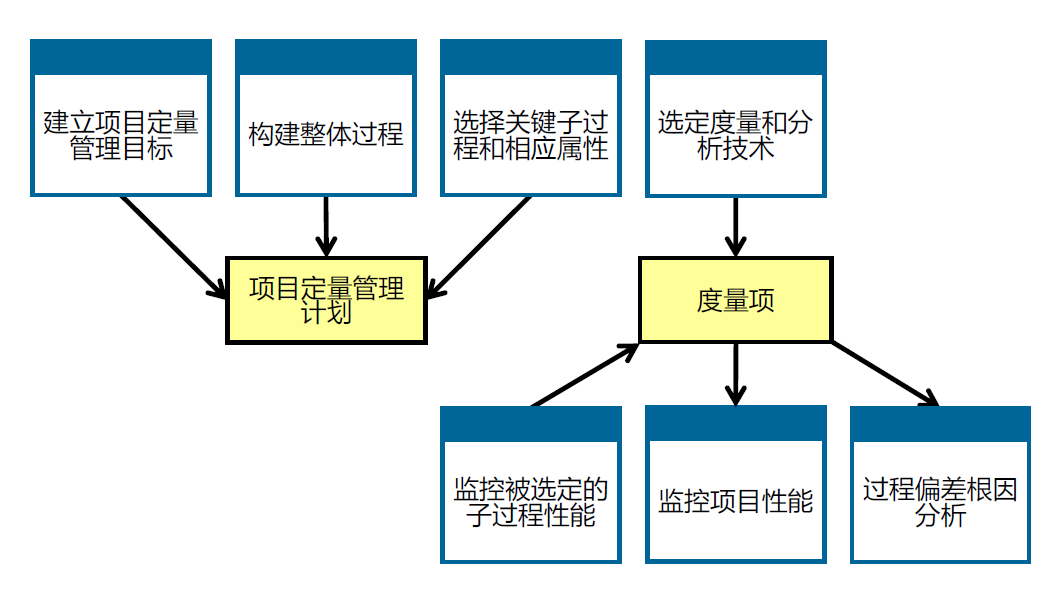 建立项目定量
管理目标
构建整体过程
选择关键子过
程和相应属性
选定度量和分
析技术
项目定量管理
计划
度量项
监控被选定的
子过程性能
监控项目性能
过程偏差根因
分析